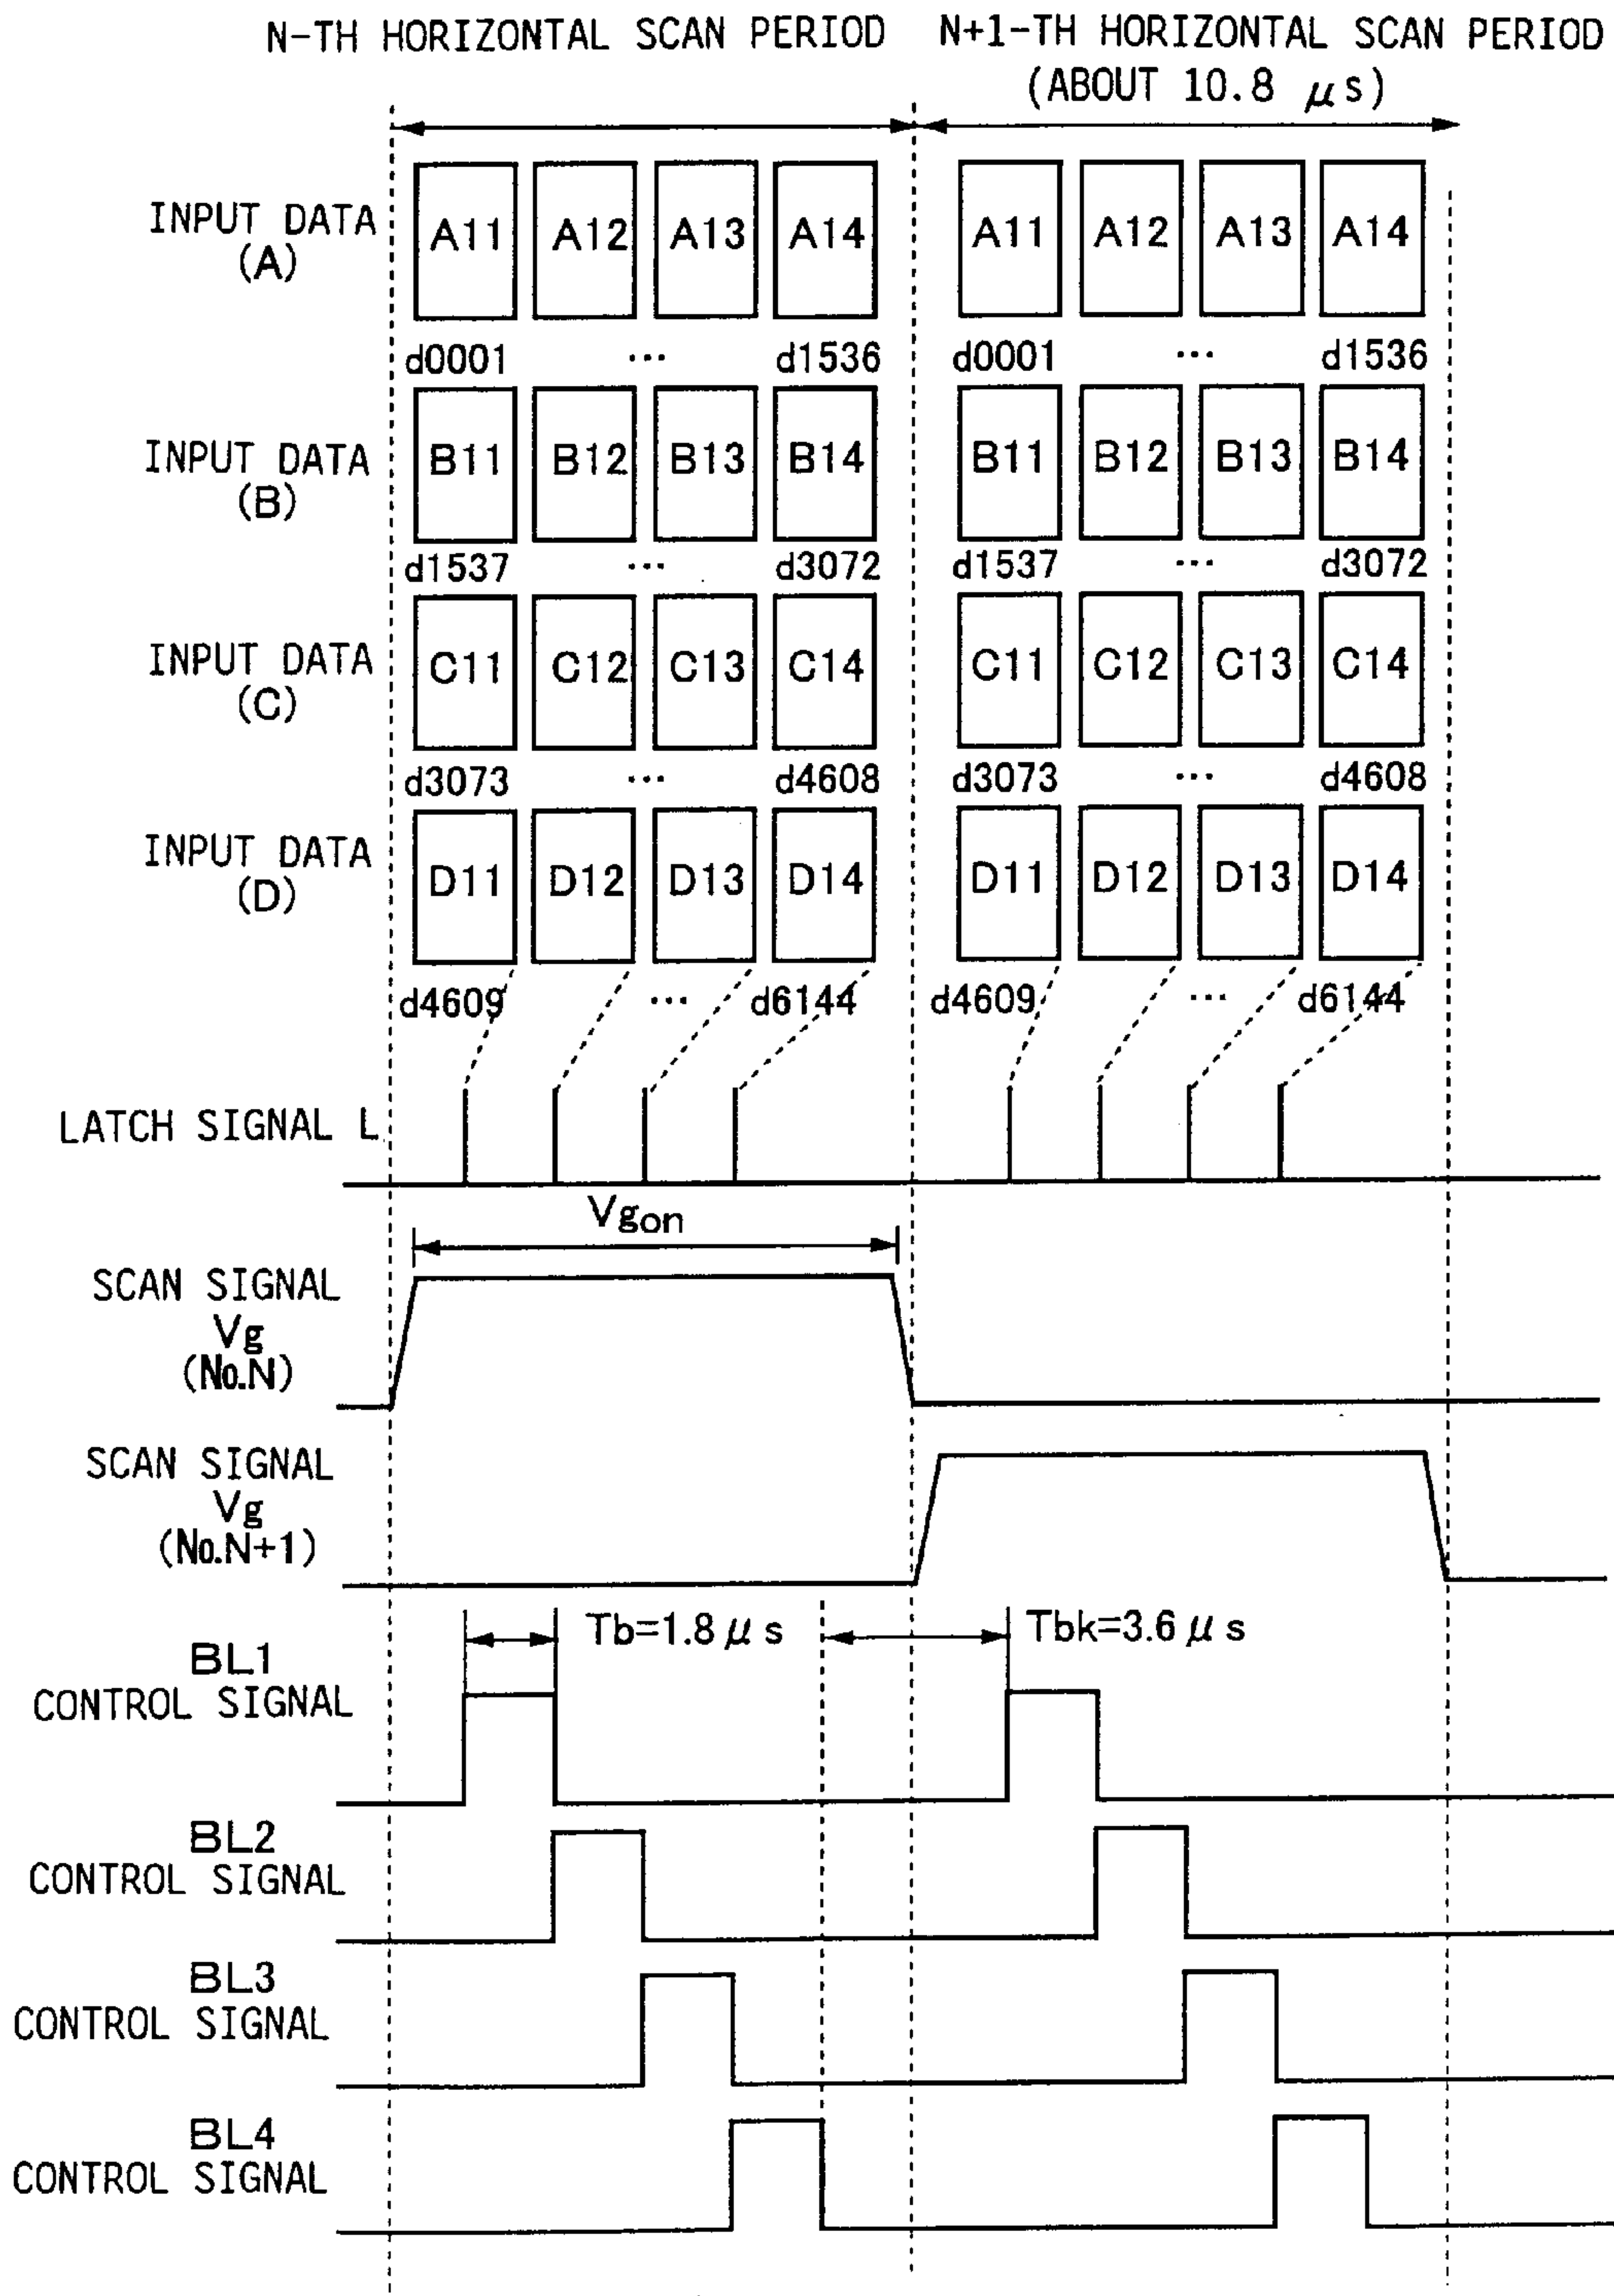 N-TH HORIZONTAL SCAN PERIOD N+1-TH HORIZONTAL SCAN PERIOD
(ABOUT 10.8 μs)
INPUT DATA
(A)
A11 A12 A13 A14 A11 A12 A13 A14
d0001 ... d1536 d0001 ... d1536
INPUT DATA
(B)
B11 B12 B13 B14 B11 B12 B13 B14
d1537 ... d3072 d1537 ... d3072
INPUT DATA
(C)
C11 C12 C13 C14 C11 C12 C13 C14
d3073 ... d4608 d3073 ... d4608
INPUT DATA
(D)
D11 D12 D13 D14 D11 D12 D13 D14
d4609 ... d6144 d4609 ... d6144
LATCH SIGNAL L
Vgon
SCAN SIGNAL
Vg
(No.N)
SCAN SIGNAL
Vg
(No.N+1)
Tb=1.8 μs Tbk=3.6 μs
BL1
CONTROL SIGNAL
BL2
CONTROL SIGNAL
BL3
CONTROL SIGNAL
BL4
CONTROL SIGNAL